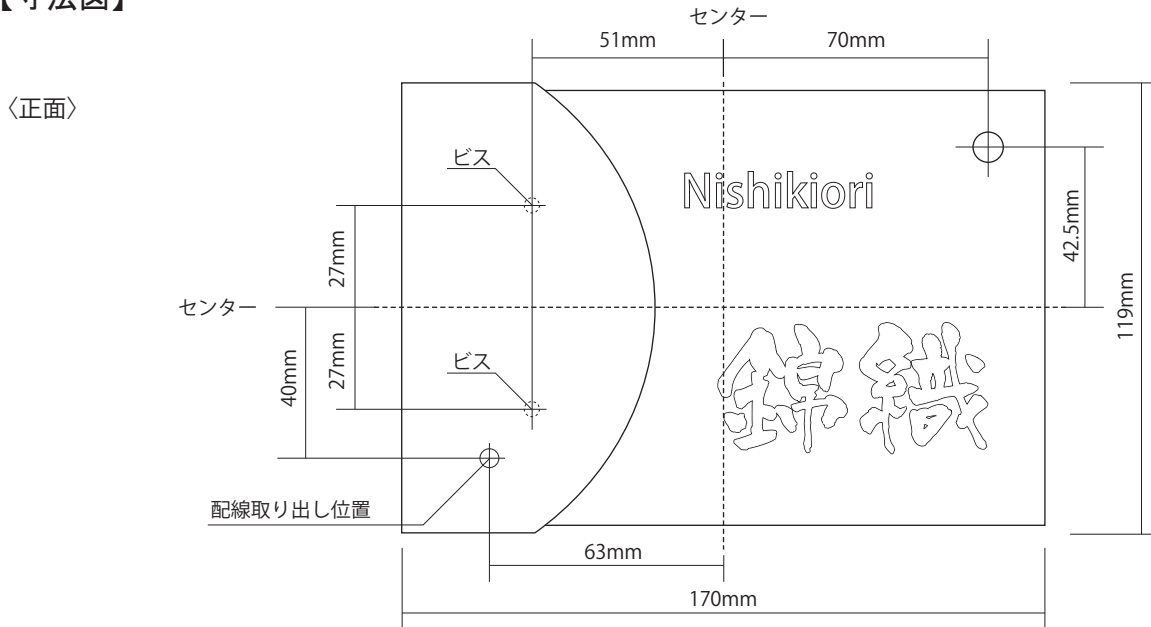 【寸法図】
センター
51mm
70mm
〈正面〉
ビス
Nishikiori
27mm
42.5mm
センター
119mm
27mm
ビス
40mm
錦織
配線取り出し位置
63mm
170mm